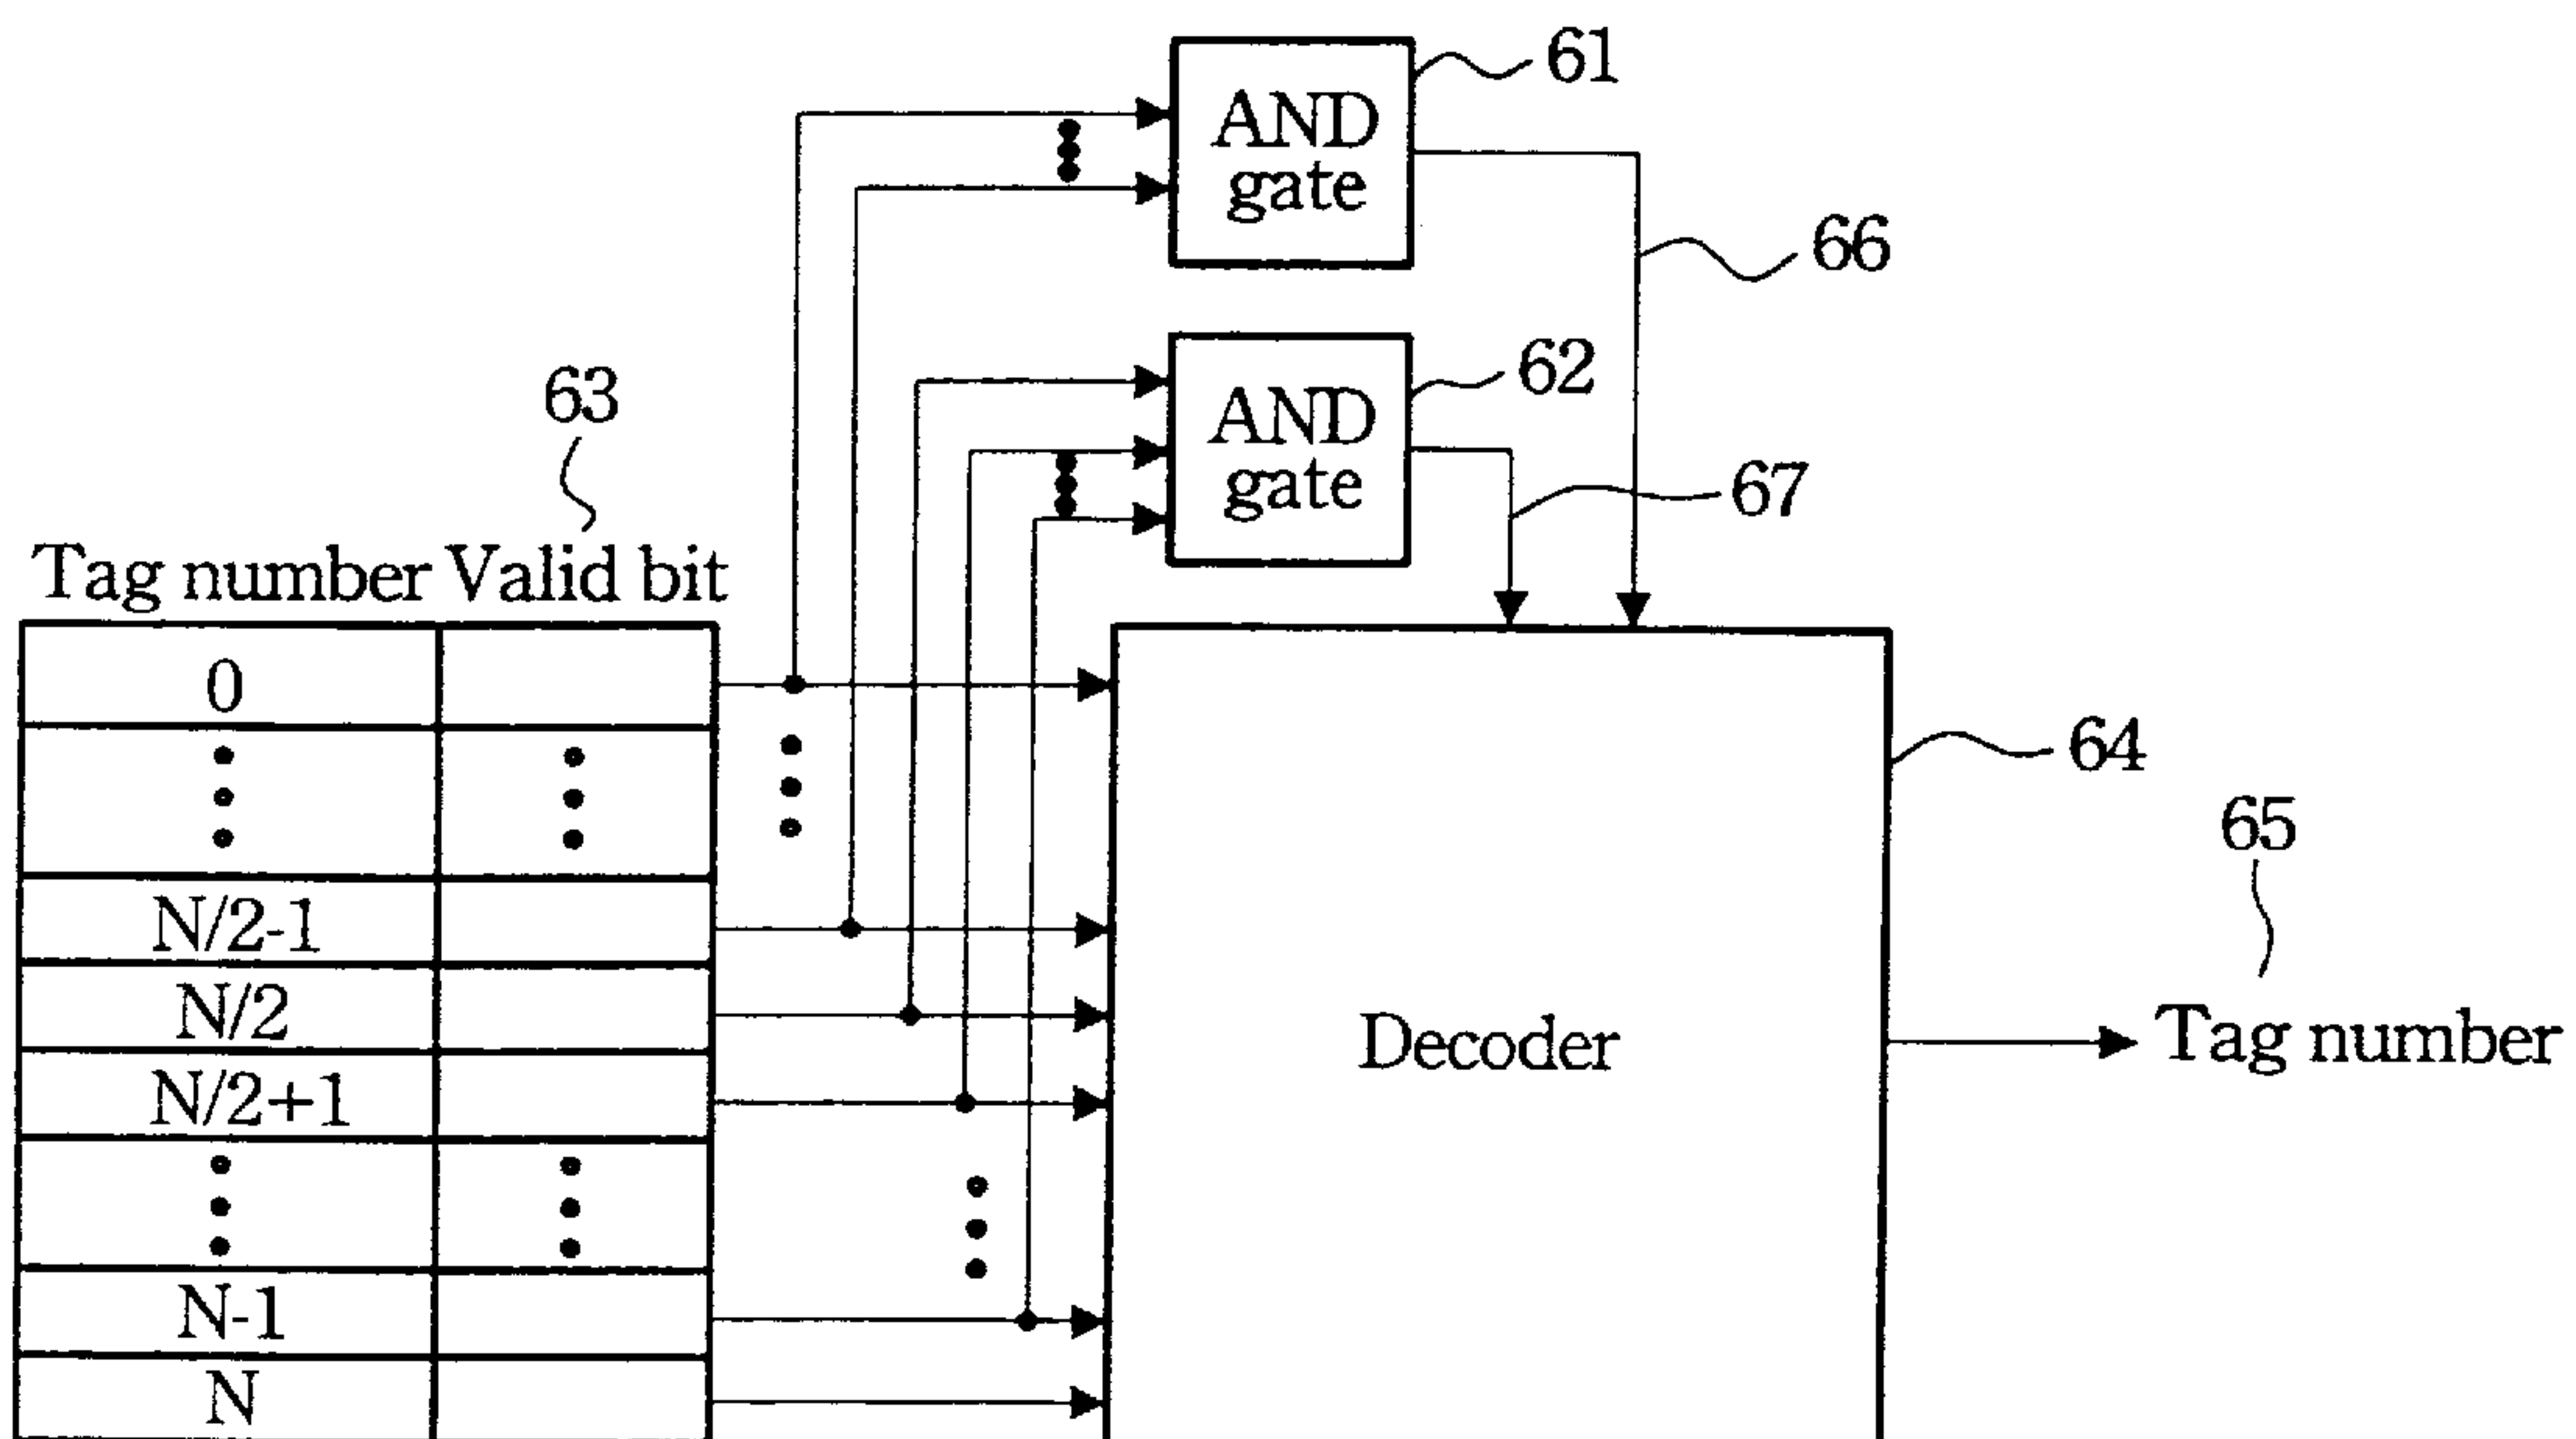 61
AND
gate
66
62
AND
gate
67
63
Tag number Valid bit
0
N/2-1
N/2
N/2+1
N-1
N
Decoder
64
65
Tag number